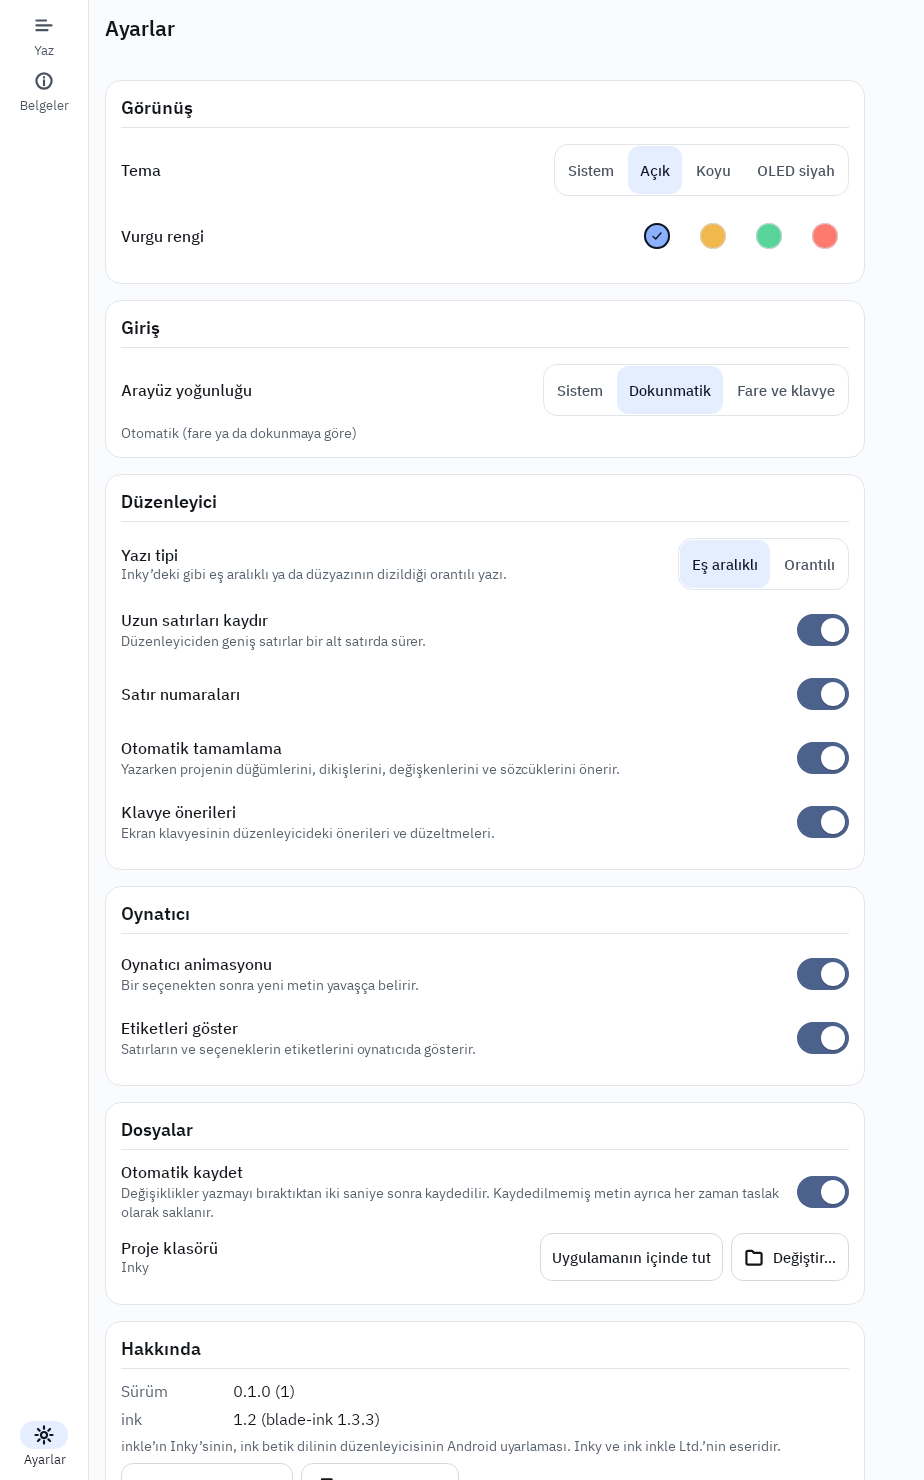 Ayarlar
Yaz
Belgeler
Görünüş
Tema
Sistem
Açık
Koyu
OLED siyah
Vurgu rengi
Giriş
Arayüz yoğunluğu
Sistem
Dokunmatik
Fare ve klavye
Otomatik (fare ya da dokunmaya göre)
Düzenleyici
Yazı tipi
Inky’deki gibi eş aralıklı ya da düzyazının dizildiği orantılı yazı.
Eş aralıklı
Orantılı
Uzun satırları kaydır
Düzenleyiciden geniş satırlar bir alt satırda sürer.
Satır numaraları
Otomatik tamamlama
Yazarken projenin düğümlerini, dikişlerini, değişkenlerini ve sözcüklerini önerir.
Klavye önerileri
Ekran klavyesinin düzenleyicideki önerileri ve düzeltmeleri.
Oynatıcı
Oynatıcı animasyonu
Bir seçenekten sonra yeni metin yavaşça belirir.
Etiketleri göster
Satırların ve seçeneklerin etiketlerini oynatıcıda gösterir.
Dosyalar
Otomatik kaydet
Değişiklikler yazmayı bıraktıktan iki saniye sonra kaydedilir. Kaydedilmemiş metin ayrıca her zaman taslak
olarak saklanır.
Proje klasörü
Inky
Uygulamanın içinde tut
Değiştir…
Hakkında
Sürüm
0.1.0 (1)
ink
1.2 (blade-ink 1.3.3)
inkle’ın Inky’sinin, ink betik dilinin düzenleyicisinin Android uyarlaması. Inky ve ink inkle Ltd.’nin eseridir.
Ayarlar